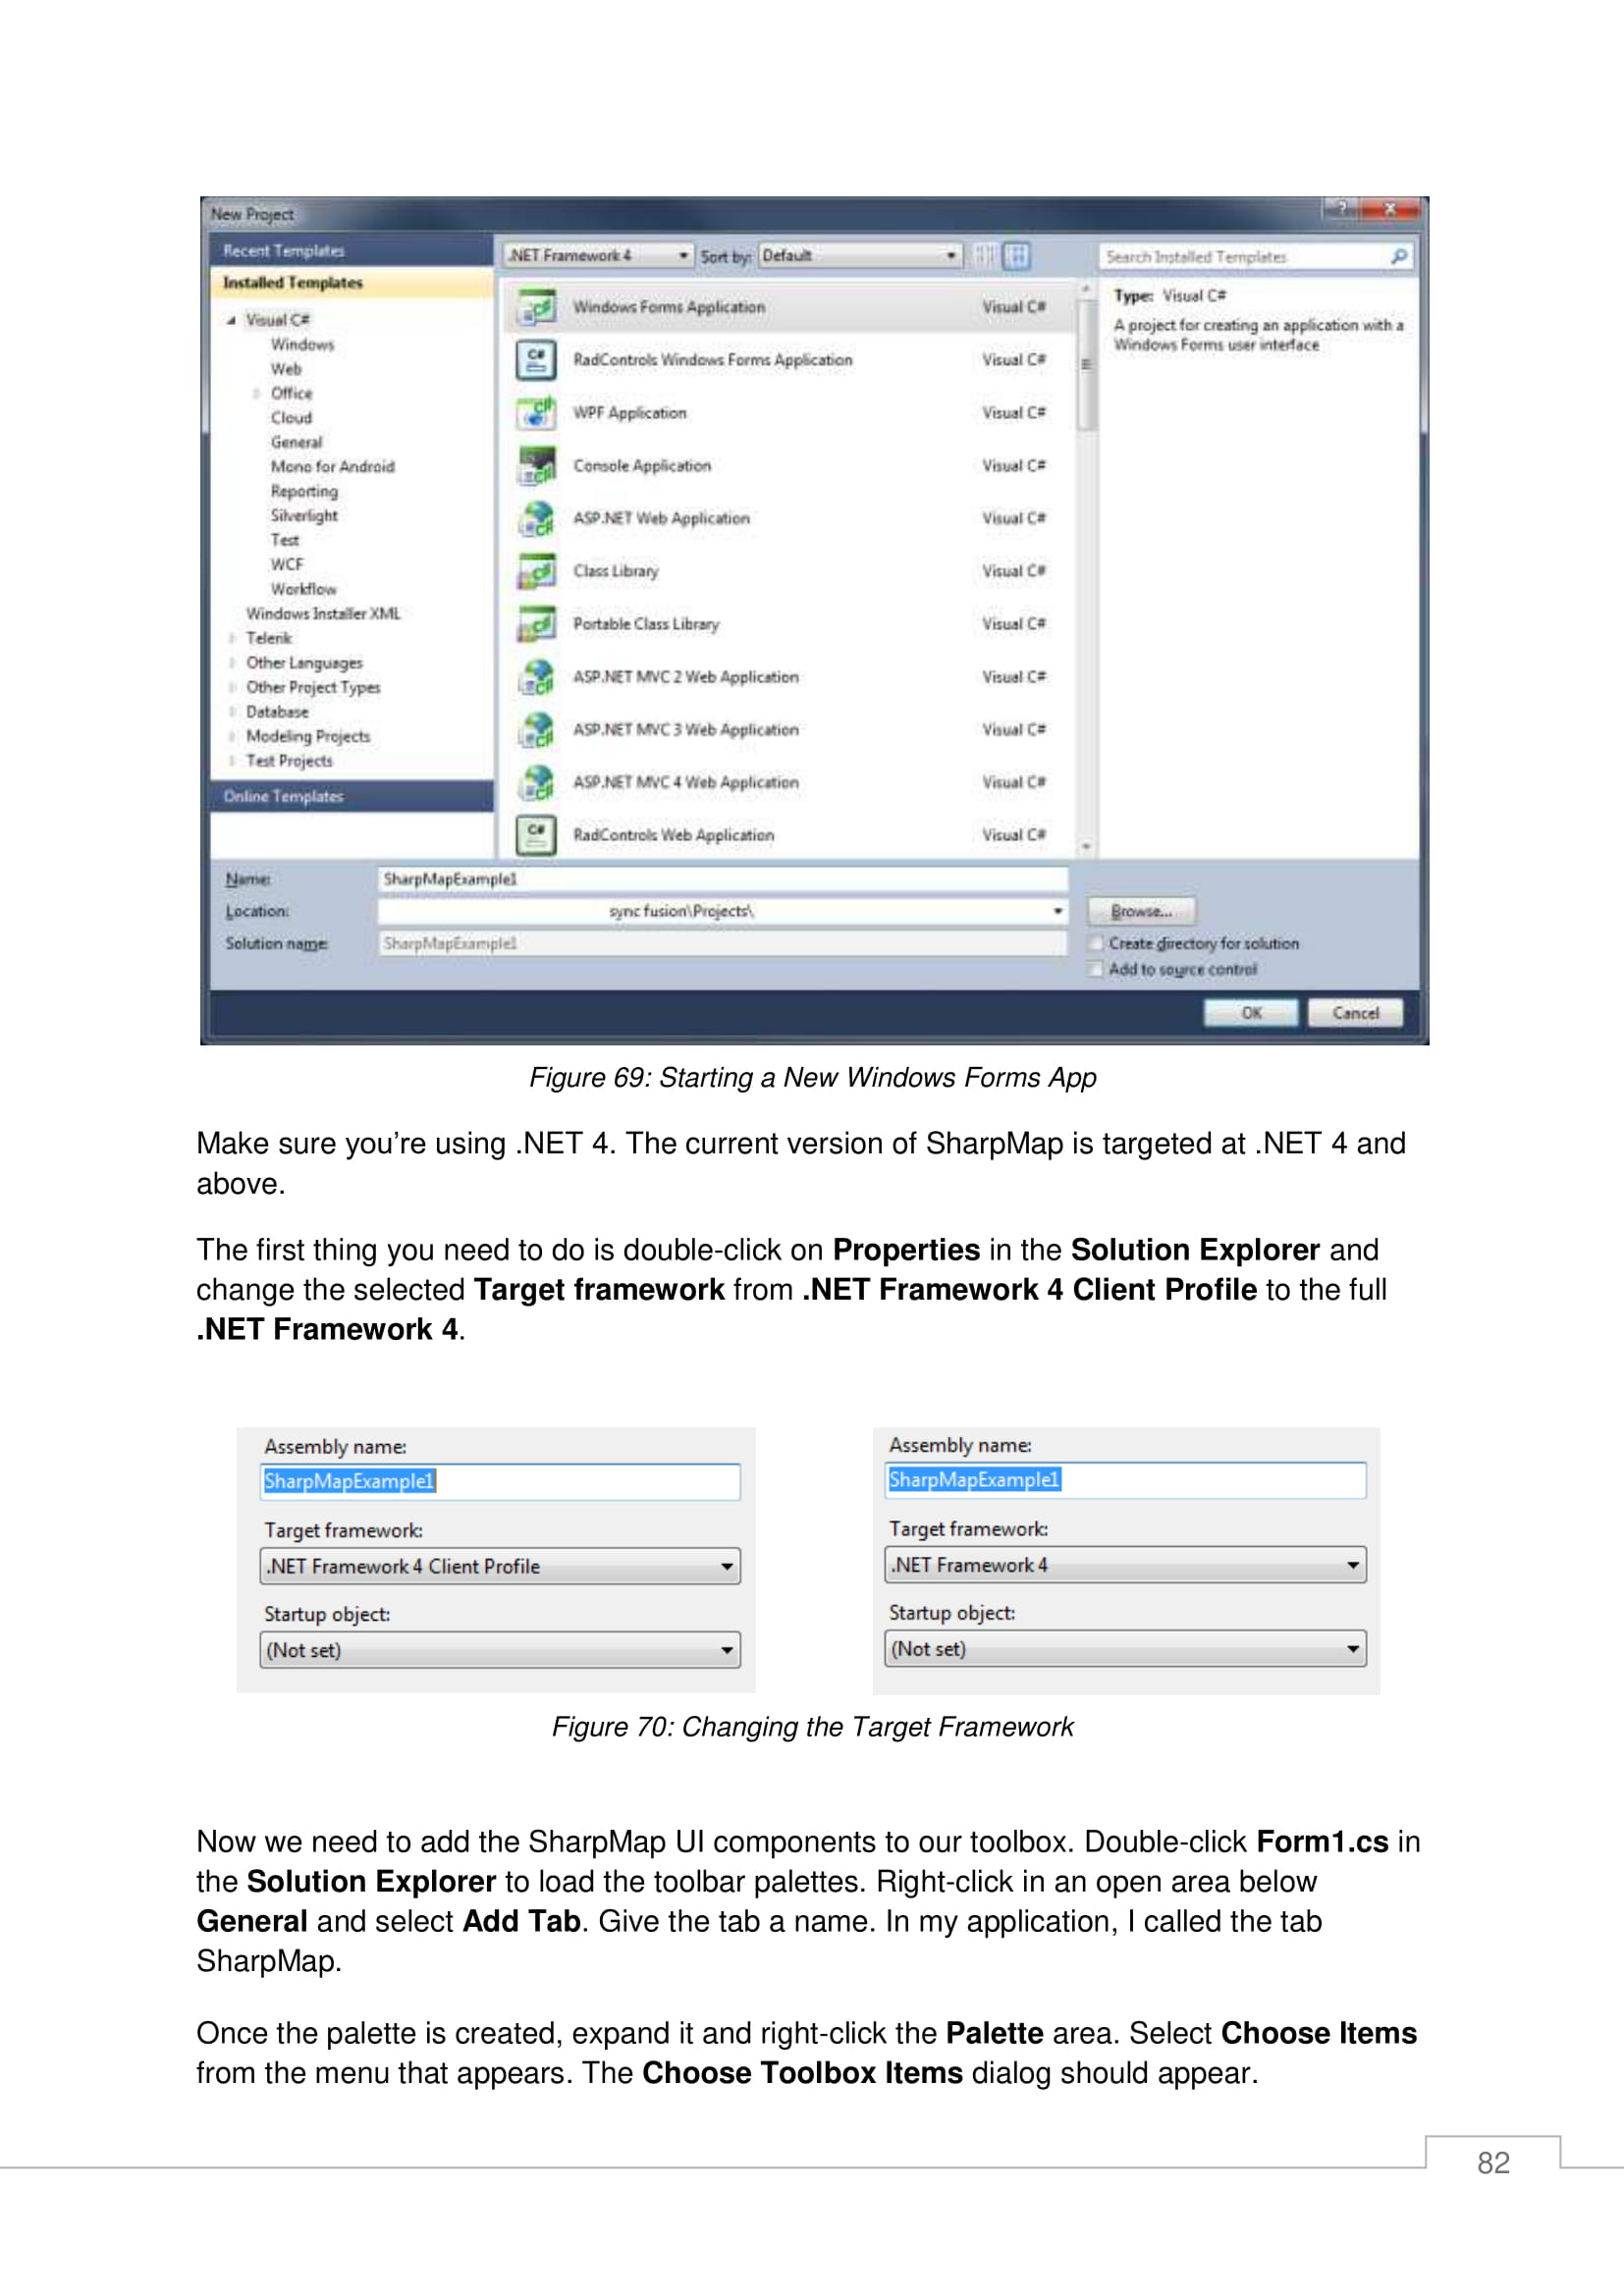 New Project
Recent Templates
.NET Framework 4
Sort by: Default
Search Installed Templates
Installed Templates
Visual C#
Windows
Web
Office
Cloud
General
Mono for Android
Reporting
Silverlight
Test
WCF
Workflow
Windows Installer XML
Telerik
Other Languages
Other Project Types
Database
Modeling Projects
Test Projects
Online Templates
Windows Forms Application Visual C#
RadControls Windows Forms Application Visual C#
WPF Application Visual C#
Console Application Visual C#
ASP.NET Web Application Visual C#
Class Library Visual C#
Portable Class Library Visual C#
ASP.NET MVC 2 Web Application Visual C#
ASP.NET MVC 3 Web Application Visual C#
ASP.NET MVC 4 Web Application Visual C#
RadControls Web Application Visual C#
Type: Visual C#
A project for creating an application with a
Windows Forms user interface
Name: SharpMapExample1
Location: sync fusion\Projects\
Browse...
Solution name: SharpMapExample1
Create directory for solution
Add to source control
OK Cancel
Figure 69: Starting a New Windows Forms App
Make sure you’re using .NET 4. The current version of SharpMap is targeted at .NET 4 and
above.
The first thing you need to do is double-click on Properties in the Solution Explorer and
change the selected Target framework from .NET Framework 4 Client Profile to the full
.NET Framework 4.
Assembly name:
SharpMapExample1
Target framework:
.NET Framework 4 Client Profile
Startup object:
(Not set)
Assembly name:
SharpMapExample1
Target framework:
.NET Framework 4
Startup object:
(Not set)
Figure 70: Changing the Target Framework
Now we need to add the SharpMap UI components to our toolbox. Double-click Form1.cs in
the Solution Explorer to load the toolbar palettes. Right-click in an open area below
General and select Add Tab. Give the tab a name. In my application, I called the tab
SharpMap.
Once the palette is created, expand it and right-click the Palette area. Select Choose Items
from the menu that appears. The Choose Toolbox Items dialog should appear.
82